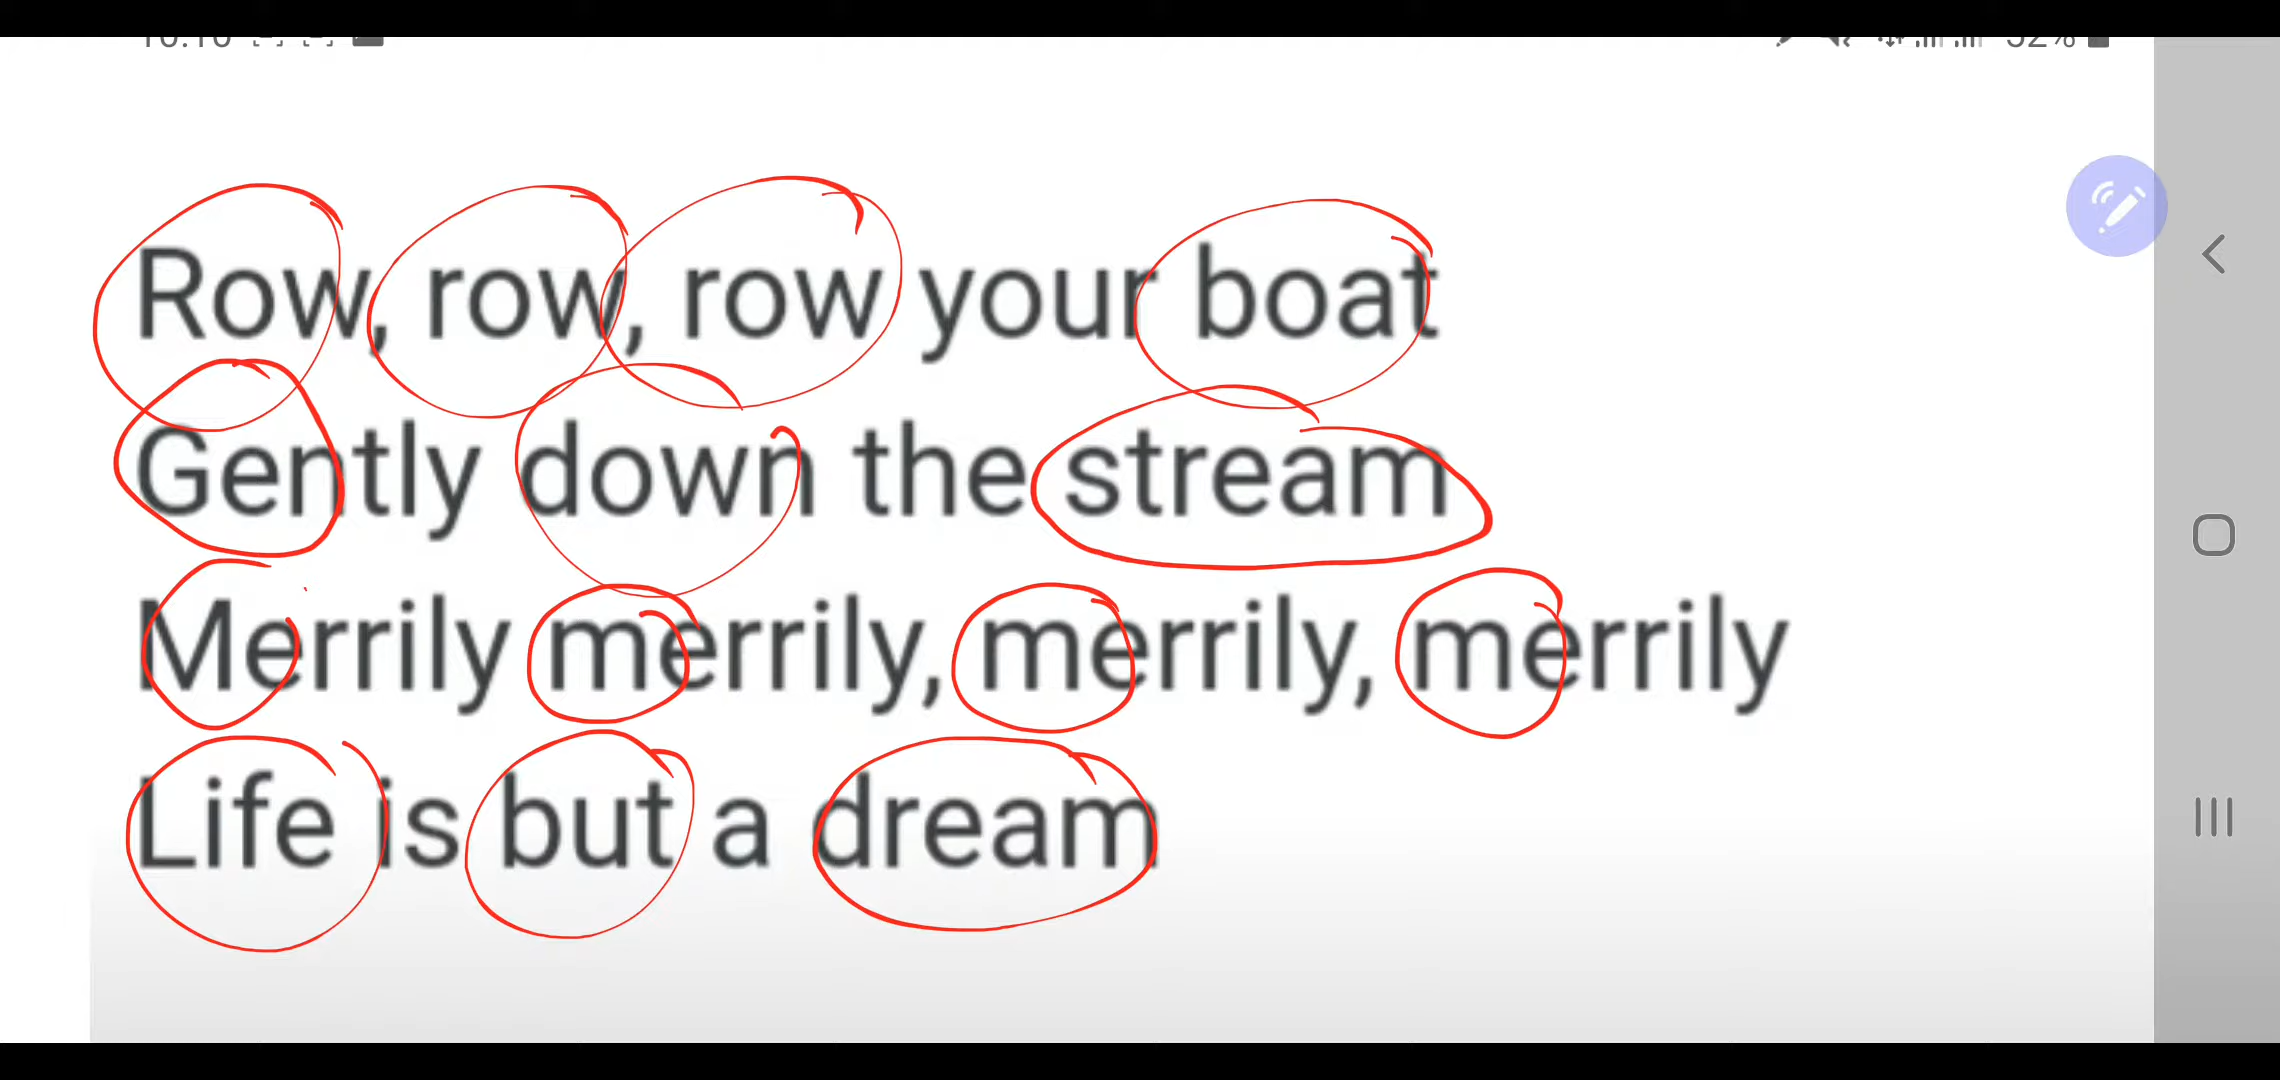 Row, row, row your boat
Gently down the stream
Merrily merrily, merrily, merrily
Life is but a dream